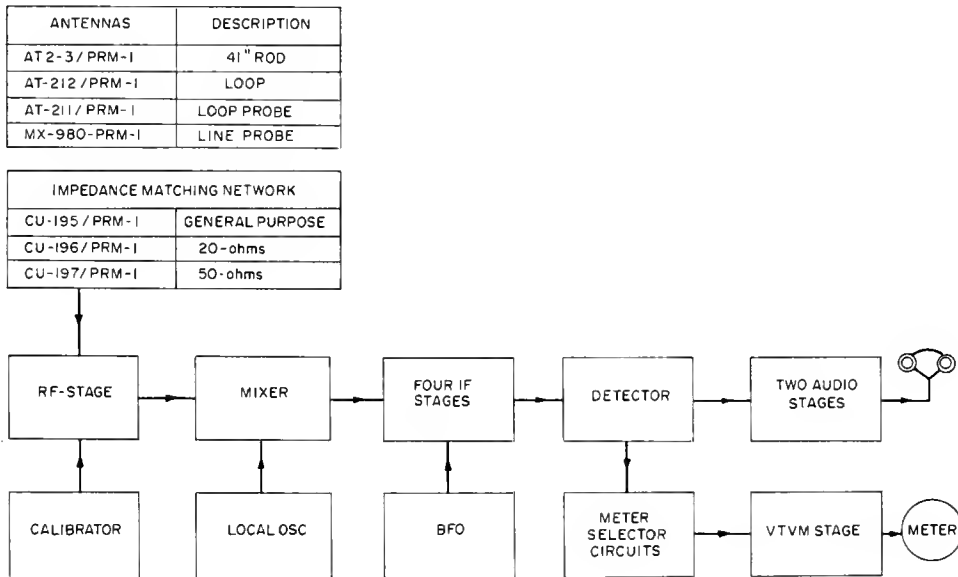 ANTENNAS DESCRIPTION
AT2-3/PRM-1 41" ROD
AT-212/PRM-1 LOOP
AT-211/PRM-1 LOOP PROBE
MX-980-PRM-1 LINE PROBE
IMPEDANCE MATCHING NETWORK
CU-195/PRM-1 GENERAL PURPOSE
CU-196/PRM-1 20-ohms
CU-197/PRM-1 50-ohms
RF-STAGE
MIXER
FOUR IF
STAGES
DETECTOR
TWO AUDIO
STAGES
CALIBRATOR
LOCAL OSC
BFO
METER
SELECTOR
CIRCUITS
VTVM STAGE
METER